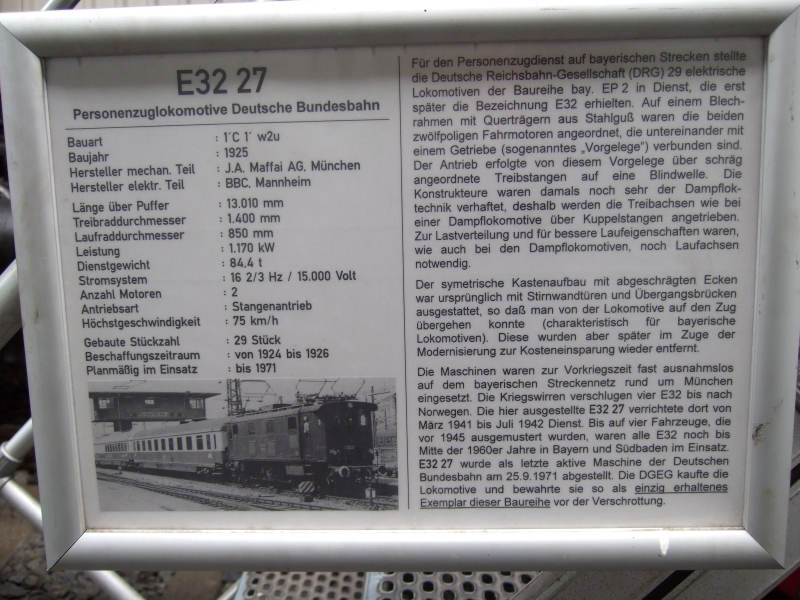 E32 27
Personenzuglokomotive Deutsche Bundesbahn
Bauart : 1'C 1' w2u
Baujahr : 1925
Hersteller mechan. Teil : J.A. Maffai AG, München
Hersteller elektr. Teil : BBC, Mannheim
Länge über Puffer : 13.010 mm
Treibraddurchmesser : 1.400 mm
Laufraddurchmesser : 850 mm
Leistung : 1.170 kW
Dienstgewicht : 84,4 t
Stromsystem : 16 2/3 Hz / 15.000 Volt
Anzahl Motoren : 2
Antriebsart : Stangenantrieb
Höchstgeschwindigkeit : 75 km/h
Gebaute Stückzahl : 29 Stück
Beschaffungszeitraum : von 1924 bis 1926
Planmäßig im Einsatz : bis 1971
Für den Personenzugdienst auf bayerischen Strecken stellte
die Deutsche Reichsbahn-Gesellschaft (DRG) 29 elektrische
Lokomotiven der Baureihe bay. EP 2 in Dienst, die erst
später die Bezeichnung E32 erhielten. Auf einem Blech-
rahmen mit Querträgern aus Stahlguß waren die beiden
zwölfpoligen Fahrmotoren angeordnet, die untereinander mit
einem Getriebe (sogenanntes „Vorgelege") verbunden sind.
Der Antrieb erfolgte von diesem Vorgelege über schräg
angeordnete Treibstangen auf eine Blindwelle. Die
Konstrukteure waren damals noch sehr der Dampflok-
technik verhaftet, deshalb werden die Treibachsen wie bei
einer Dampflokomotive über Kuppelstangen angetrieben.
Zur Lastverteilung und für bessere Laufeigenschaften waren,
wie auch bei den Dampflokomotiven, noch Laufachsen
notwendig.
Der symetrische Kastenaufbau mit abgeschrägten Ecken
war ursprünglich mit Stirnwandtüren und Übergangsbrücken
ausgestattet, so daß man von der Lokomotive auf den Zug
übergehen konnte (charakteristisch für bayerische
Lokomotiven). Diese wurden aber später im Zuge der
Modernisierung zur Kosteneinsparung wieder entfernt.
Die Maschinen waren zur Vorkriegszeit fast ausnahmslos
auf dem bayerischen Streckennetz rund um München
eingesetzt. Die Kriegswirren verschlugen vier E32 bis nach
Norwegen. Die hier ausgestellte E32 27 verrichtete dort von
März 1941 bis Juli 1942 Dienst. Bis auf vier Fahrzeuge, die
vor 1945 ausgemustert wurden, waren alle E32 noch bis
Mitte der 1960er Jahre in Bayern und Südbaden im Einsatz.
E32 27 wurde als letzte aktive Maschine der Deutschen
Bundesbahn am 25.9.1971 abgestellt. Die DGEG kaufte die
Lokomotive und bewahrte sie so als einzig erhaltenes
Exemplar dieser Baureihe vor der Verschrottung.